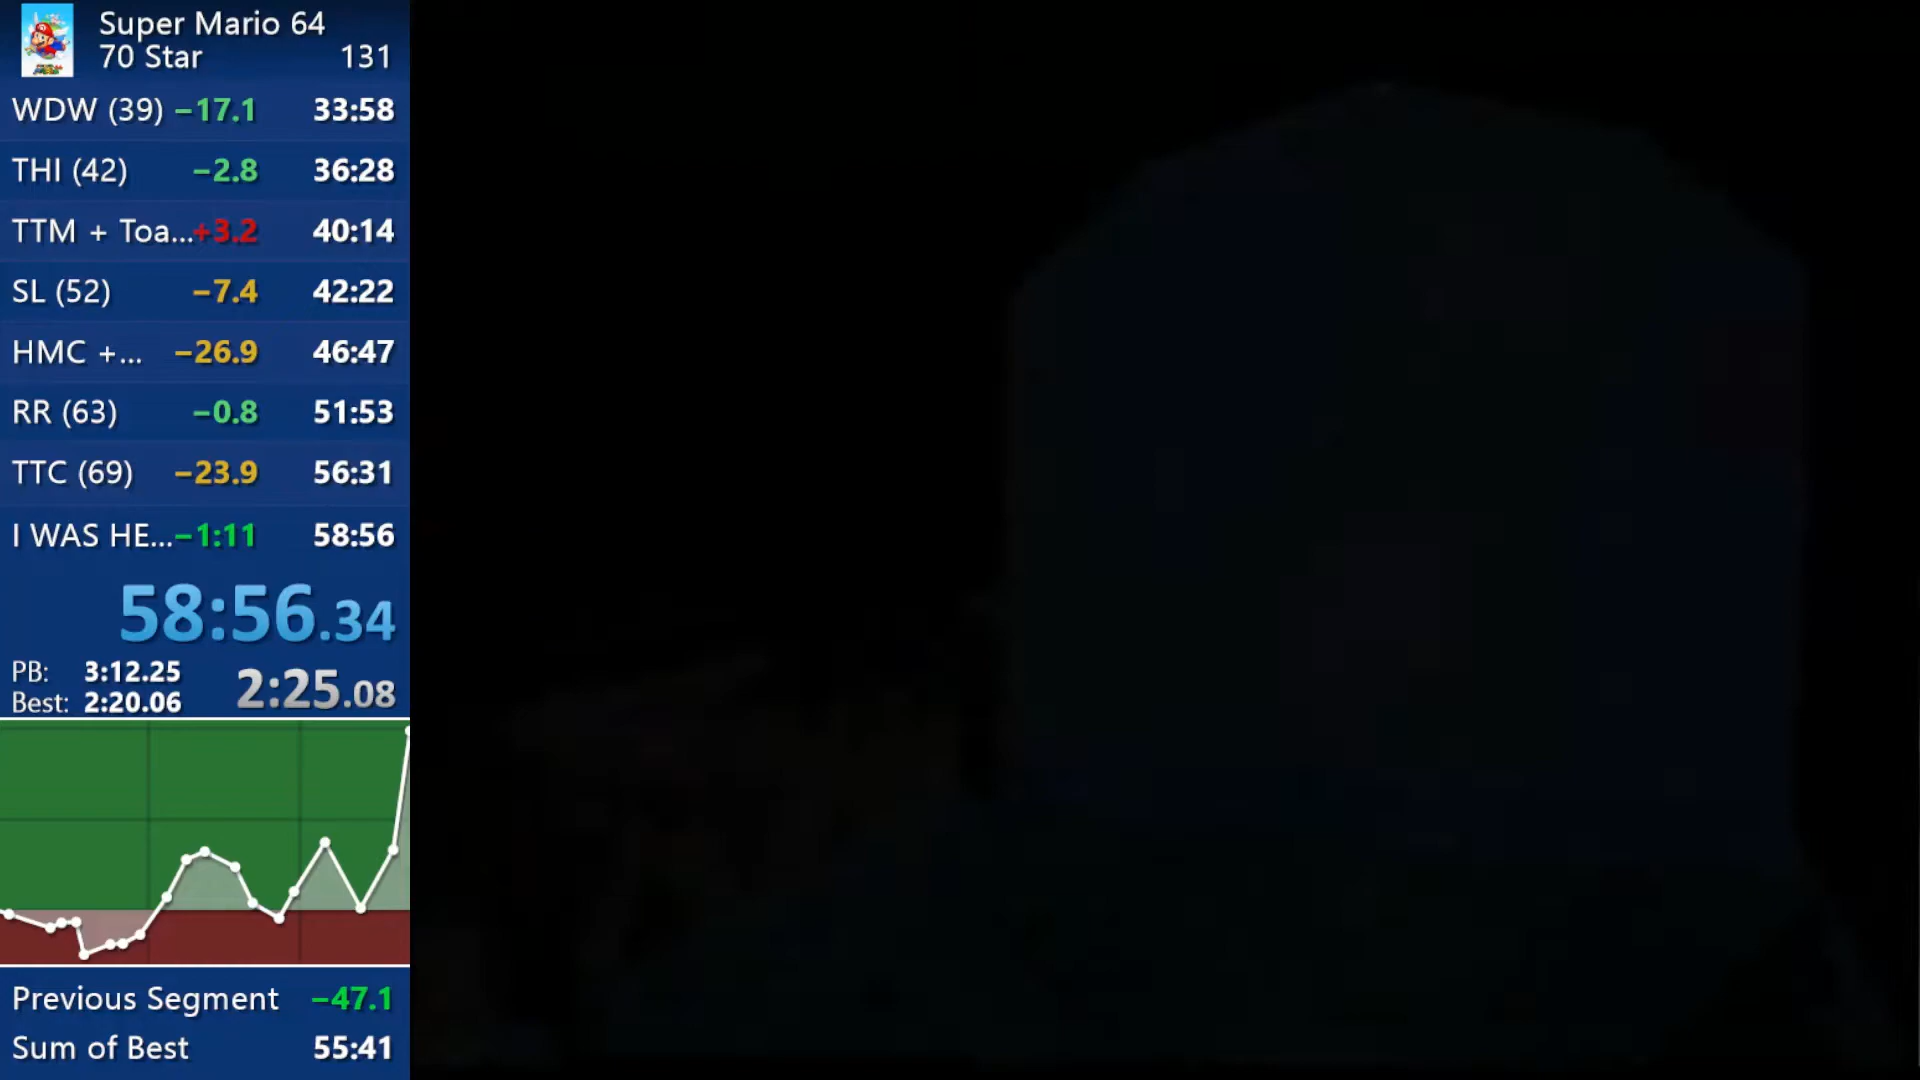 Super Mario 64
70 Star 131
WDW (39) −17.1 33:58
THI (42) −2.8 36:28
TTM + Toa... +3.2 40:14
SL (52) −7.4 42:22
HMC +... −26.9 46:47
RR (63) −0.8 51:53
TTC (69) −23.9 56:31
I WAS HE... −1:11 58:56
58:56.34
PB: 3:12.25
Best: 2:20.06
2:25.08
Previous Segment −47.1
Sum of Best 55:41